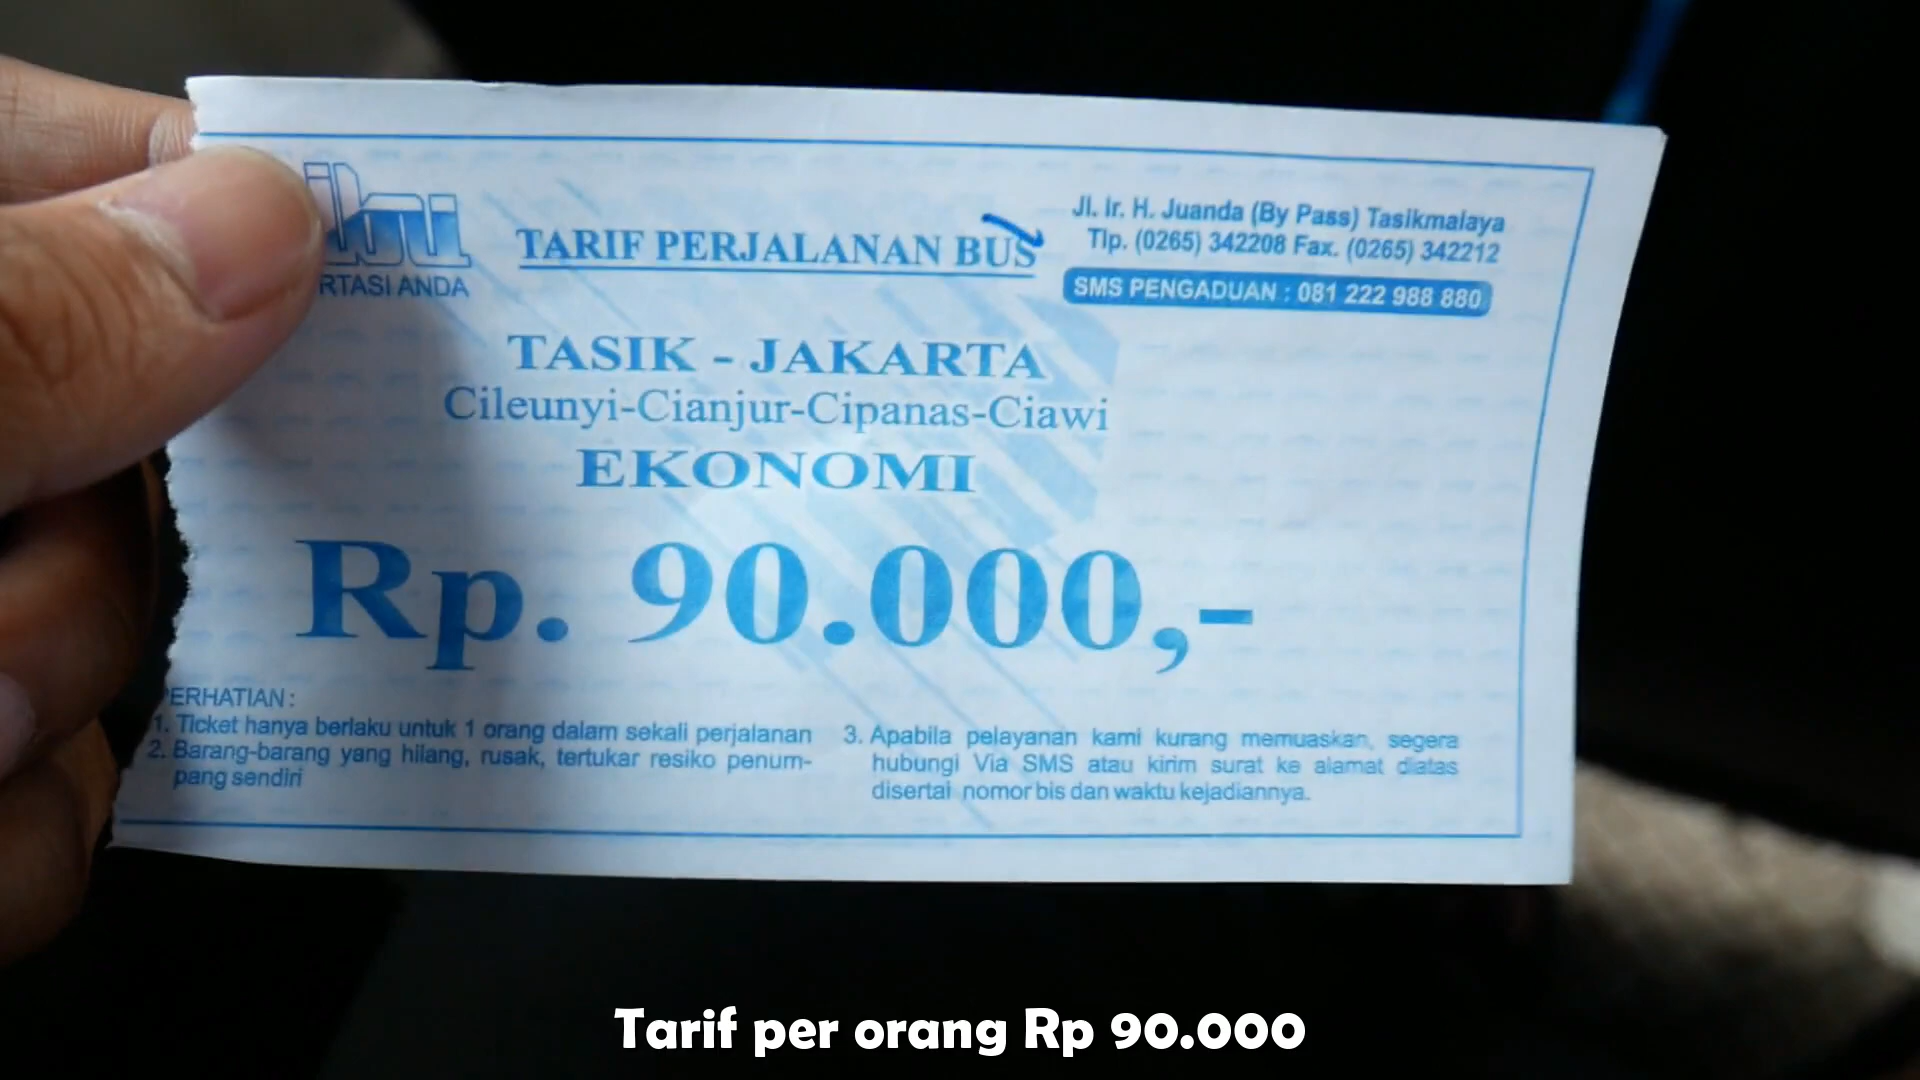 ibu
RTASI ANDA
TARIF PERJALANAN BUS
Jl. Ir. H. Juanda (By Pass) Tasikmalaya
Tlp. (0265) 342208 Fax. (0265) 342212
SMS PENGADUAN : 081 222 988 880
TASIK - JAKARTA
Cileunyi-Cianjur-Cipanas-Ciawi
EKONOMI
Rp. 90.000,-
ERHATIAN :
1. Ticket hanya berlaku untuk 1 orang dalam sekali perjalanan
2. Barang-barang yang hilang, rusak, tertukar resiko penum-
pang sendiri
3. Apabila pelayanan kami kurang memuaskan, segera
hubungi Via SMS atau kirim surat ke alamat diatas
disertai nomor bis dan waktu kejadiannya.
Tarif per orang Rp 90.000